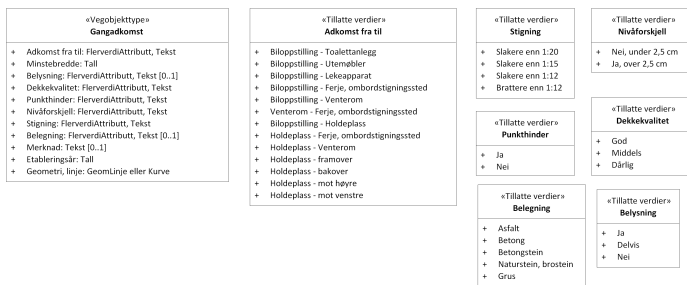 «Vegobjekttype»
Gangadkomst
+ Adkomst fra til: FlerverdiAttributt, Tekst
+ Minstebredde: Tall
+ Belysning: FlerverdiAttributt, Tekst [0..1]
+ Dekkekvalitet: FlerverdiAttributt, Tekst
+ Punkthinder: FlerverdiAttributt, Tekst
+ Nivåforskjell: FlerverdiAttributt, Tekst
+ Stigning: FlerverdiAttributt, Tekst
+ Belegning: FlerverdiAttributt, Tekst [0..1]
+ Merknad: Tekst [0..1]
+ Etableringsår: Tall
+ Geometri, linje: GeomLinje eller Kurve
«Tillatte verdier»
Adkomst fra til
+ Biloppstilling - Toalettanlegg
+ Biloppstilling - Utemøbler
+ Biloppstilling - Lekeapparat
+ Biloppstilling - Ferje, ombordstigningssted
+ Biloppstilling - Venterom
+ Venterom - Ferje, ombordstigningssted
+ Biloppstilling - Holdeplass
+ Holdeplass - Ferje, ombordstigningssted
+ Holdeplass - Venterom
+ Holdeplass - framover
+ Holdeplass - bakover
+ Holdeplass - mot høyre
+ Holdeplass - mot venstre
«Tillatte verdier»
Stigning
+ Slakere enn 1:20
+ Slakere enn 1:15
+ Slakere enn 1:12
+ Brattere enn 1:12
«Tillatte verdier»
Nivåforskjell
+ Nei, under 2,5 cm
+ Ja, over 2,5 cm
«Tillatte verdier»
Punkthinder
+ Ja
+ Nei
«Tillatte verdier»
Dekkekvalitet
+ God
+ Middels
+ Dårlig
«Tillatte verdier»
Belegning
+ Asfalt
+ Betong
+ Betongstein
+ Naturstein, brostein
+ Grus
«Tillatte verdier»
Belysning
+ Ja
+ Delvis
+ Nei